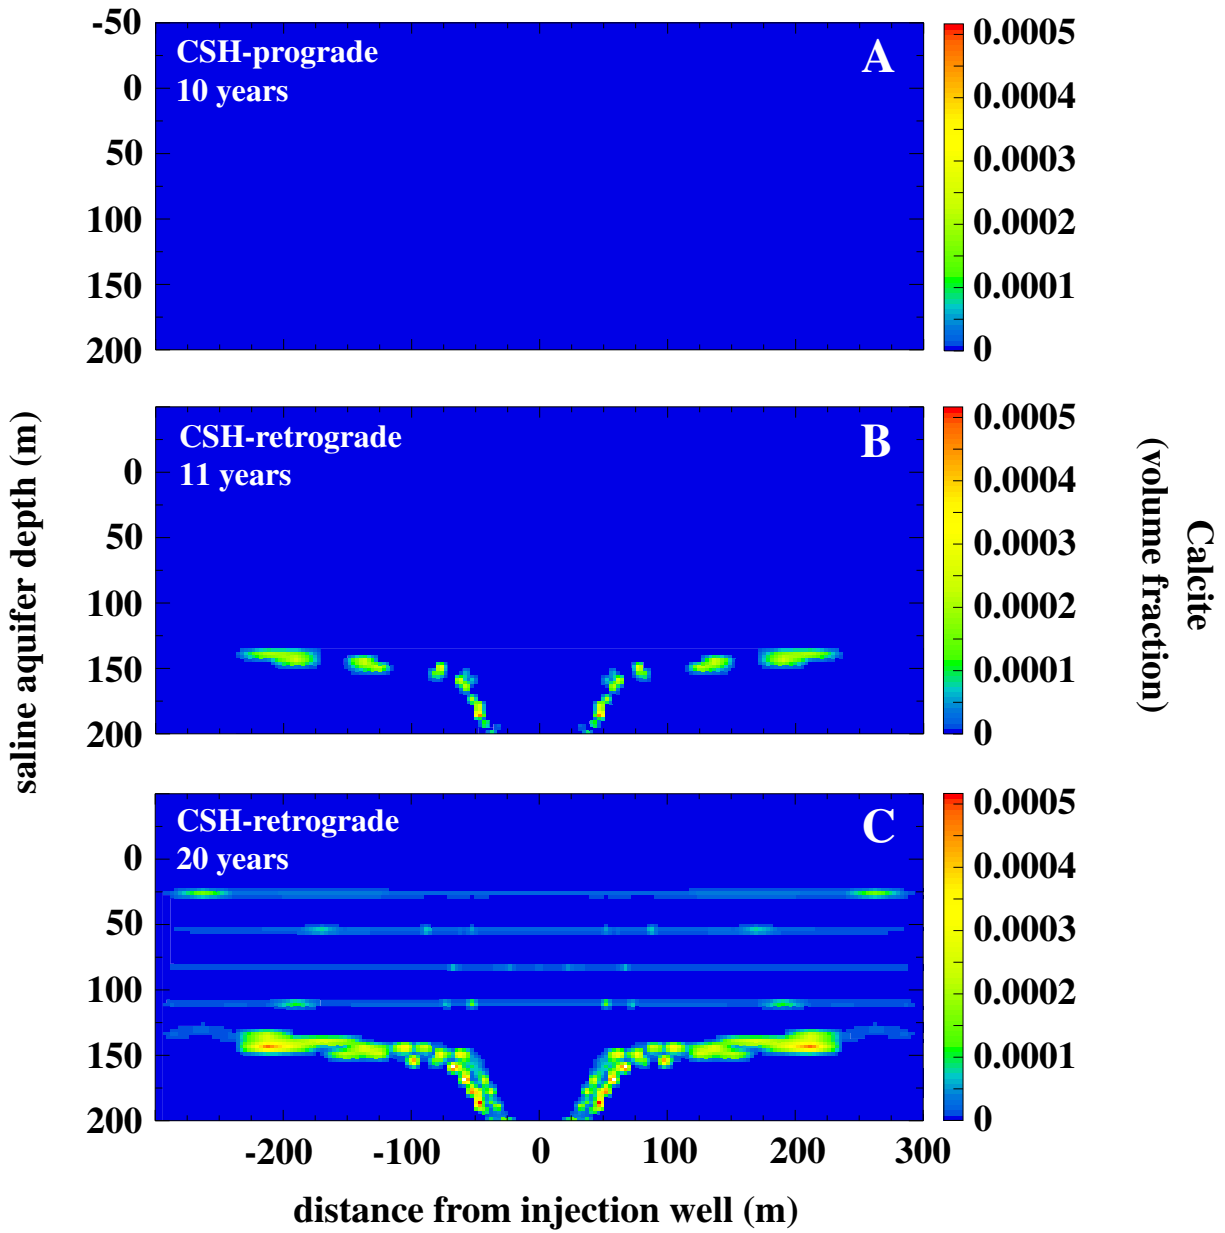 CSH-prograde
10 years
A
-50
0
50
100
150
200
0.0005
0.0004
0.0003
0.0002
0.0001
0
CSH-retrograde
11 years
B
0
50
100
150
200
0.0005
0.0004
0.0003
0.0002
0.0001
0
CSH-retrograde
20 years
C
0
50
100
150
200
0.0005
0.0004
0.0003
0.0002
0.0001
0
-200 -100 0 100 200 300
distance from injection well (m)
saline aquifer depth (m)
Calcite
(volume fraction)